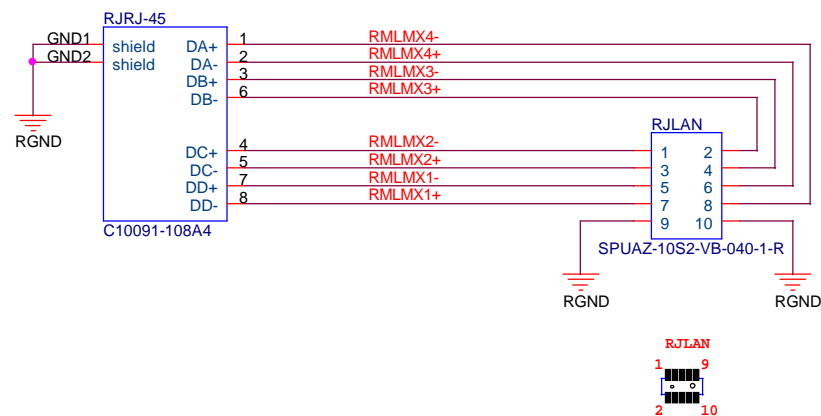 RJRJ-45
GND1 shield DA+ 1 RMLMX4-
GND2 shield DA- 2 RMLMX4+
DB+ 3 RMLMX3-
DB- 6 RMLMX3+
RGND
RJLAN
DC+ 4 RMLMX2- 1 2
DC- 5 RMLMX2+ 3 4
DD+ 7 RMLMX1- 5 6
DD- 8 RMLMX1+ 7 8
9 10
C10091-108A4
SPUAZ-10S2-VB-040-1-R
RGND RGND
RJLAN
1 9
2 10